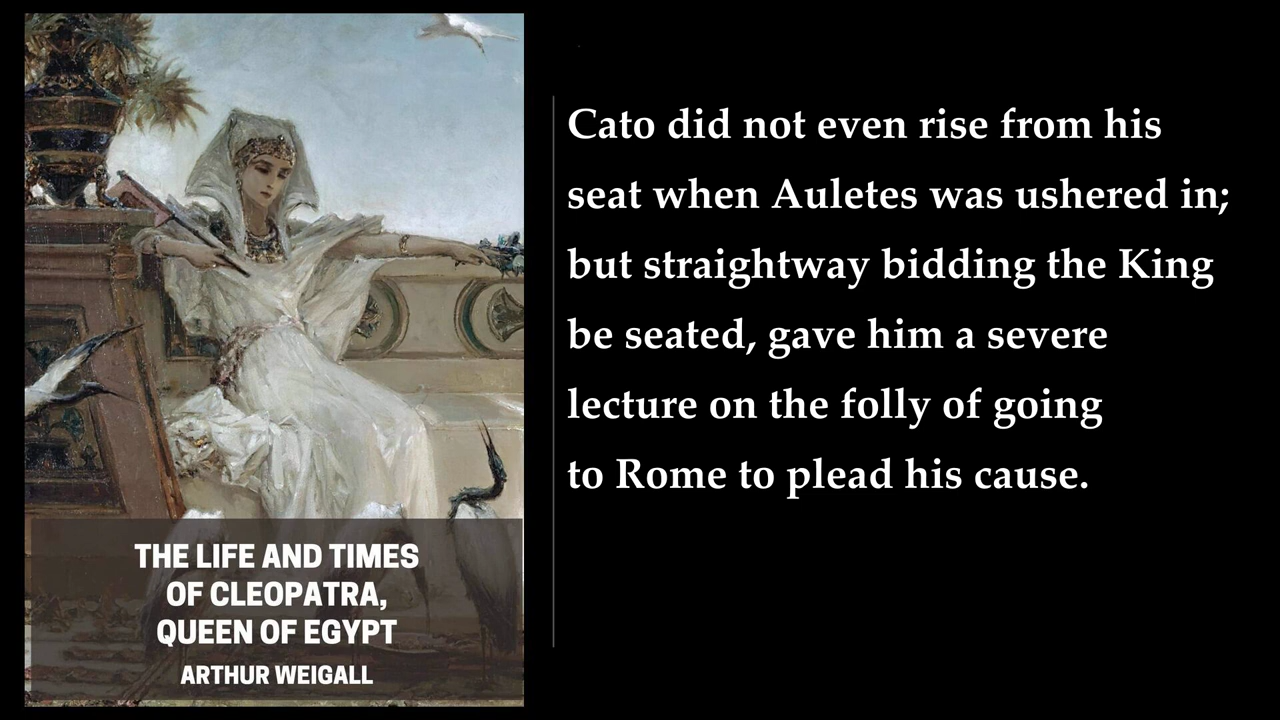 Cato did not even rise from his
seat when Auletes was ushered in;
but straightway bidding the King
be seated, gave him a severe
lecture on the folly of going
to Rome to plead his cause.
THE LIFE AND TIMES
OF CLEOPATRA,
QUEEN OF EGYPT
ARTHUR WEIGALL